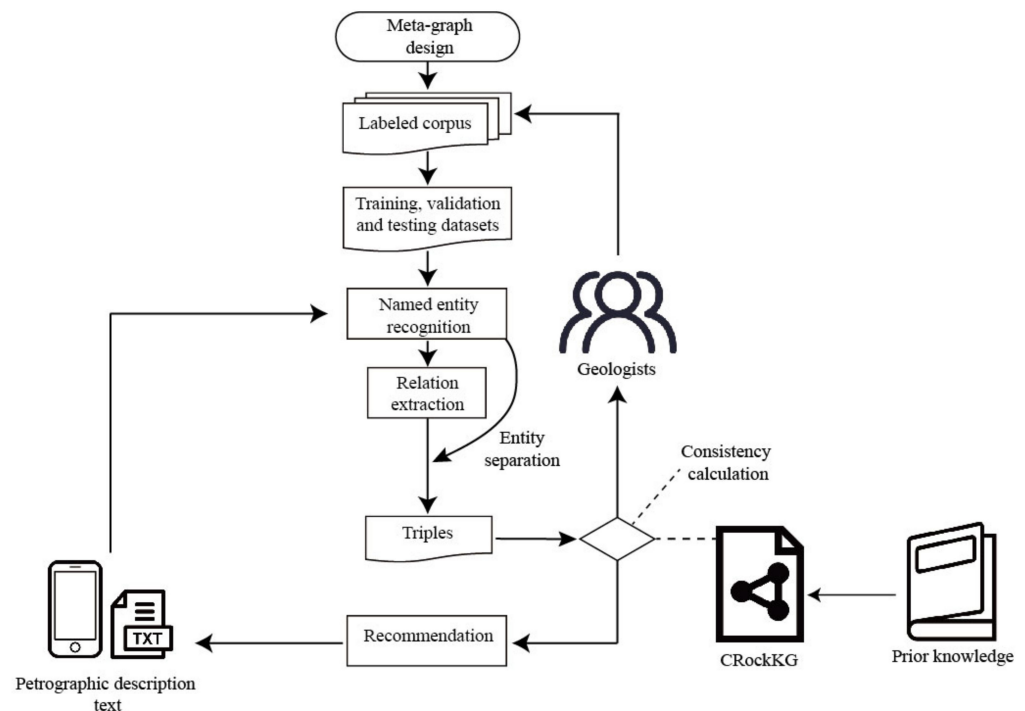 Meta-graph
design
Labeled corpus
Training, validation
and testing datasets
Named entity
recognition
Relation
extraction
Entity
separation
Geologists
Consistency
calculation
Triples
Recommendation
TXT
Petrographic description
text
CRockKG
Prior knowledge